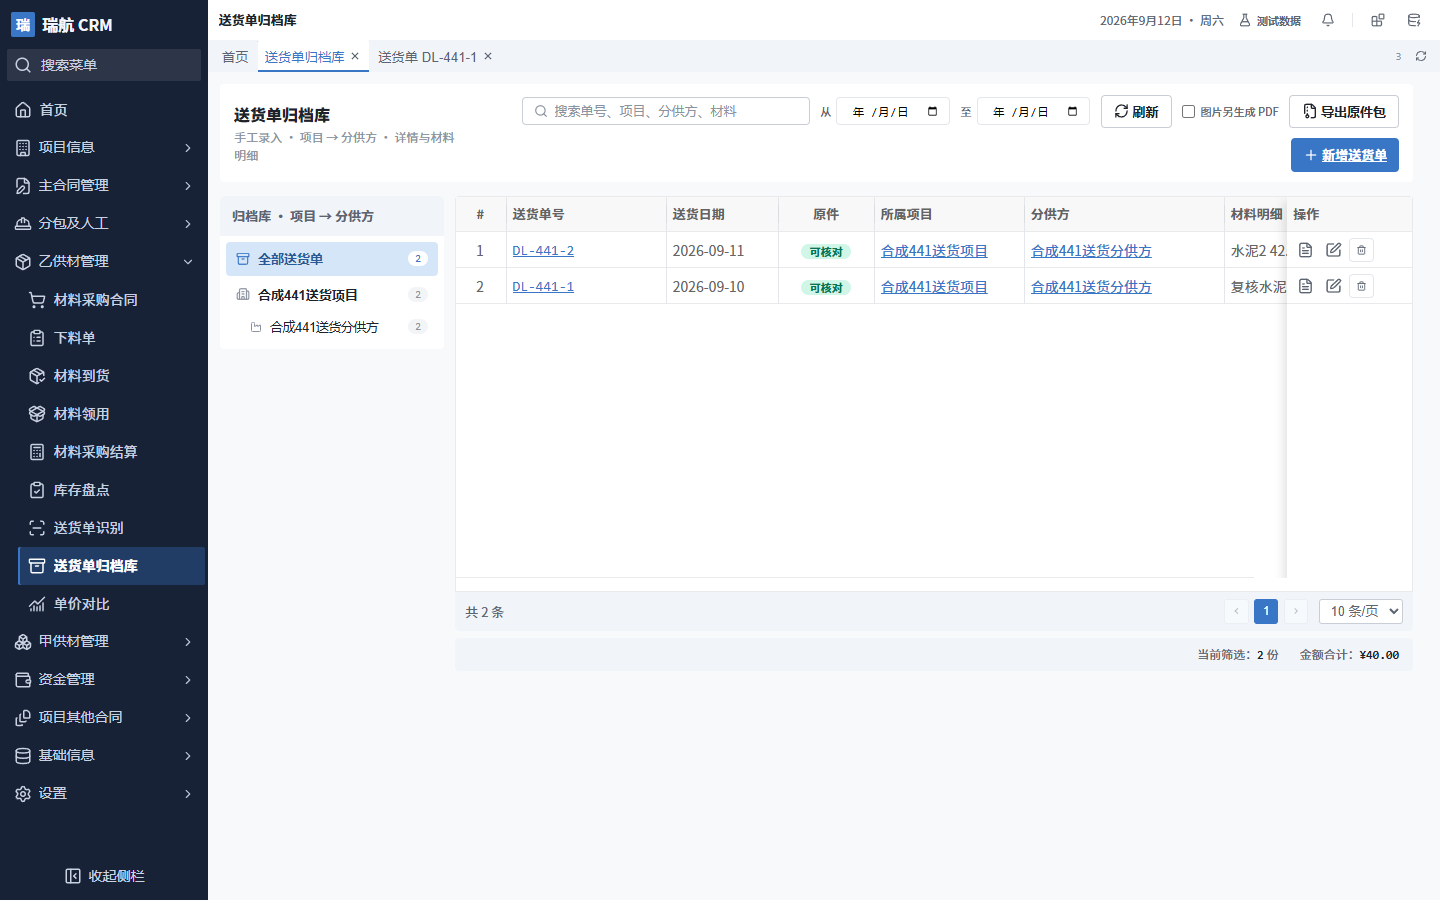 瑞 瑞航 CRM
搜索菜单
首页
项目信息
主合同管理
分包及人工
乙供材管理
材料采购合同
下料单
材料到货
材料领用
材料采购结算
库存盘点
送货单识别
送货单归档库
单价对比
甲供材管理
资金管理
项目其他合同
基础信息
设置
收起侧栏
送货单归档库
2026年9月12日 · 周六 测试数据
首页 送货单归档库 × 送货单 DL-441-1 × 3
送货单归档库
手工录入 · 项目 → 分供方 · 详情与材料
明细
搜索单号、项目、分供方、材料 从 年 /月/日 至 年 /月/日 刷新 图片另生成 PDF 导出原件包
新增送货单
归档库 · 项目 → 分供方
全部送货单 2
合成441送货项目 2
合成441送货分供方 2
# 送货单号 送货日期 原件 所属项目 分供方 材料明细 操作
1 DL-441-2 2026-09-11 可核对 合成441送货项目 合成441送货分供方 水泥2 42.
2 DL-441-1 2026-09-10 可核对 合成441送货项目 合成441送货分供方 复核水泥
共 2 条 1 10 条/页
当前筛选：2 份 金额合计：¥40.00